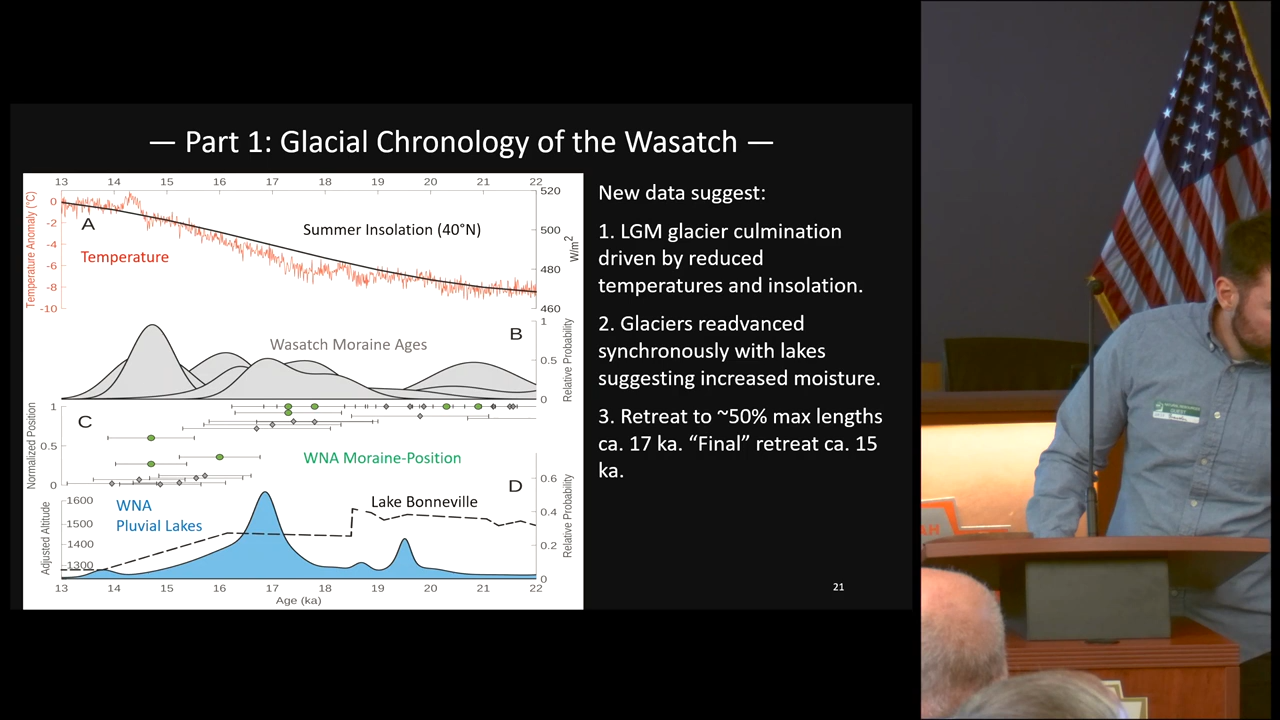 — Part 1: Glacial Chronology of the Wasatch —
13 14 15 16 17 18 19 20 21 22
Temperature Anomaly (°C)
0
-2
-4
-6
-8
-10
A
Summer Insolation (40°N)
Temperature
520
500
480
460
W/m2
B
Wasatch Moraine Ages
1
0.5
0
Relative Probability
C
Normalized Position
1
0.5
0
WNA Moraine-Position
D
WNA
Pluvial Lakes
Lake Bonneville
Adjusted Altitude
1600
1500
1400
1300
0.6
0.4
0.2
0
Relative Probability
13 14 15 16 17 18 19 20 21 22
Age (ka)
New data suggest:
1. LGM glacier culmination
driven by reduced
temperatures and insolation.
2. Glaciers readvanced
synchronously with lakes
suggesting increased moisture.
3. Retreat to ~50% max lengths
ca. 17 ka. “Final” retreat ca. 15
ka.
21
GUEST